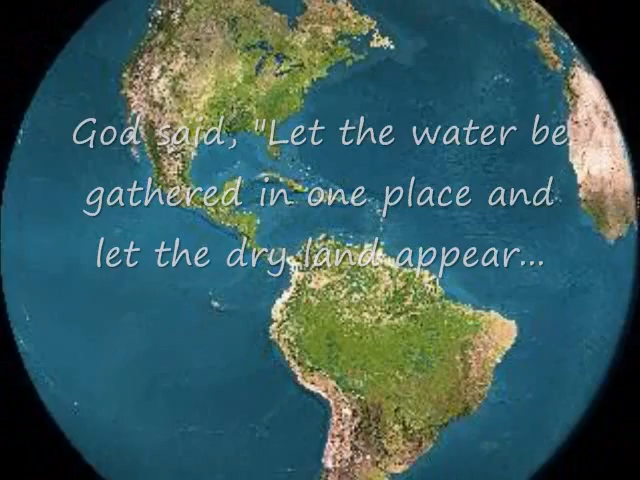 God said, "Let the water be
gathered in one place and
let the dry land appear...